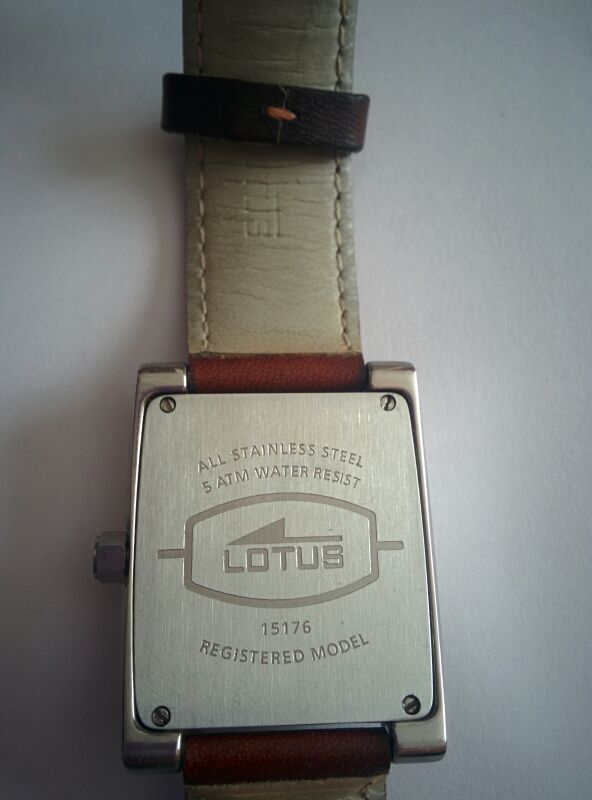 ALL STAINLESS STEEL
5 ATM WATER RESIST
LOTUS
15176
REGISTERED MODEL